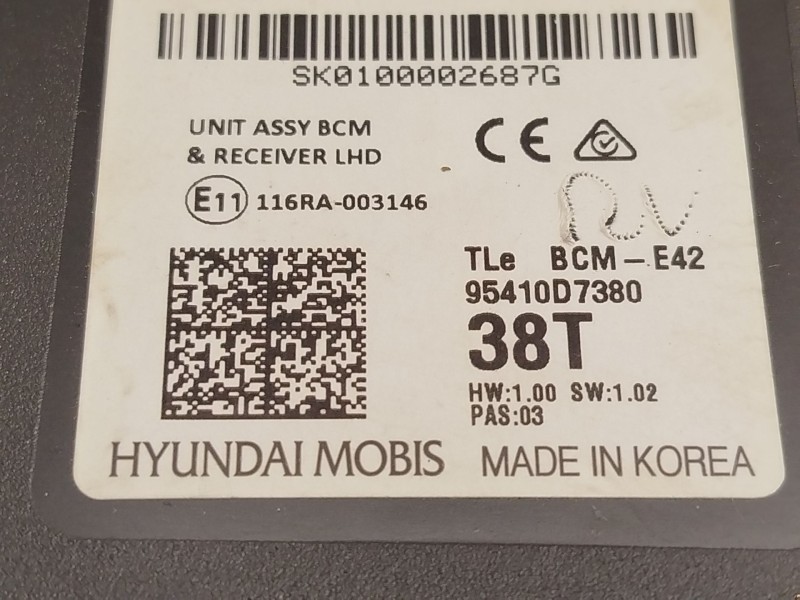 SK0100002687G
UNIT ASSY BCM
& RECEIVER LHD
CE
E11 116RA-003146
TLe BCM-E42
95410D7380
38T
HW:1.00 SW:1.02
PAS:03
HYUNDAI MOBIS MADE IN KOREA